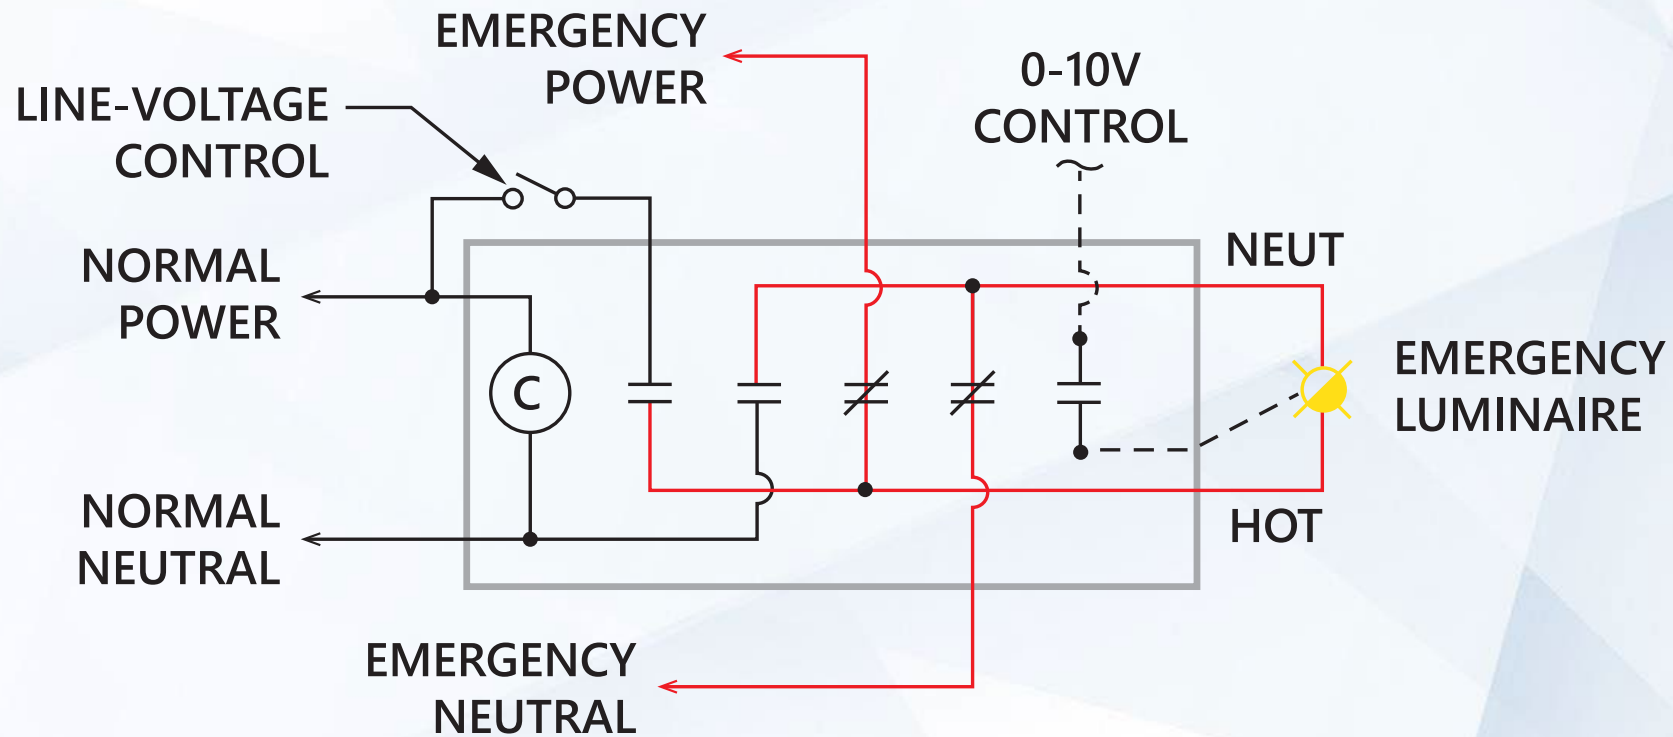 EMERGENCY
POWER
0-10V
CONTROL
LINE-VOLTAGE
CONTROL
NORMAL
POWER
NEUT
C
EMERGENCY
LUMINAIRE
NORMAL
NEUTRAL
HOT
EMERGENCY
NEUTRAL